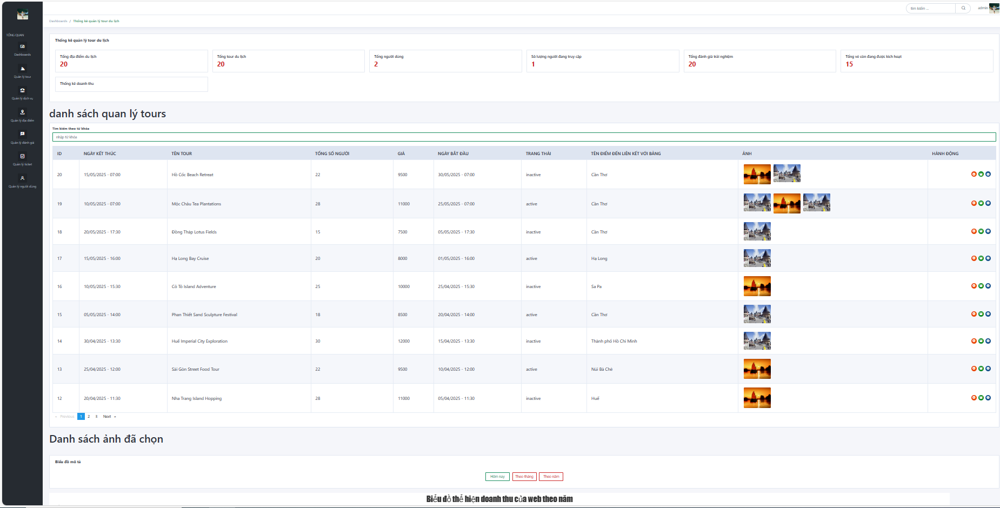 tìm kiếm ...
admin
Dashboards / Thống kê quản lý tour du lịch
TỔNG QUAN
Dashboards
Quản lý tour
Quản lý dịch vụ
Quản lý địa điểm
Quản lý đánh giá
Quản lý ticket
Quản lý người dùng
Thống kê quản lý tour du lịch
Tổng địa điểm du lịch
20
Tổng tour du lịch
20
Tổng người dùng
2
Số lượng người đang truy cập
1
Tổng đánh giá trải nghiệm
20
Tổng vé còn đang được kích hoạt
15
Thống kê doanh thu
danh sách quan lý tours
Tìm kiếm theo từ khóa
nhập từ khóa
ID NGÀY KẾT THÚC TÊN TOUR TỔNG SỐ NGƯỜI GIÁ NGÀY BẮT ĐẦU TRANG THÁI TÊN ĐIỂM ĐẾN LIÊN KẾT VỚI BẢNG ẢNH HÀNH ĐỘNG
20 15/05/2025 - 07:00 Hồ Cốc Beach Retreat 22 9500 30/05/2025 - 07:00 inactive Cần Thơ
19 10/05/2025 - 07:00 Mộc Châu Tea Plantations 28 11000 25/05/2025 - 07:00 active Cần Thơ
18 20/05/2025 - 17:30 Đồng Tháp Lotus Fields 15 7500 05/05/2025 - 17:30 inactive Cần Thơ
17 15/05/2025 - 16:00 Hạ Long Bay Cruise 20 8000 01/05/2025 - 16:00 active Hạ Long
16 10/05/2025 - 15:30 Cô Tô Island Adventure 25 10000 25/04/2025 - 15:30 inactive Sa Pa
15 05/05/2025 - 14:00 Phan Thiết Sand Sculpture Festival 18 8500 20/04/2025 - 14:00 active Cần Thơ
14 30/04/2025 - 13:30 Huế Imperial City Exploration 30 12000 15/04/2025 - 13:30 inactive Thành phố Hồ Chí Minh
13 25/04/2025 - 12:00 Sài Gòn Street Food Tour 22 9500 10/04/2025 - 12:00 active Núi Bà Chè
12 20/04/2025 - 11:30 Nha Trang Island Hopping 28 11000 05/04/2025 - 11:30 inactive Huế
« Previous 1 2 3 Next »
Danh sách ảnh đã chọn
Biểu đồ mô tả
Hôm nay Theo tháng Theo năm
Biểu đồ thể hiện doanh thu của web theo năm